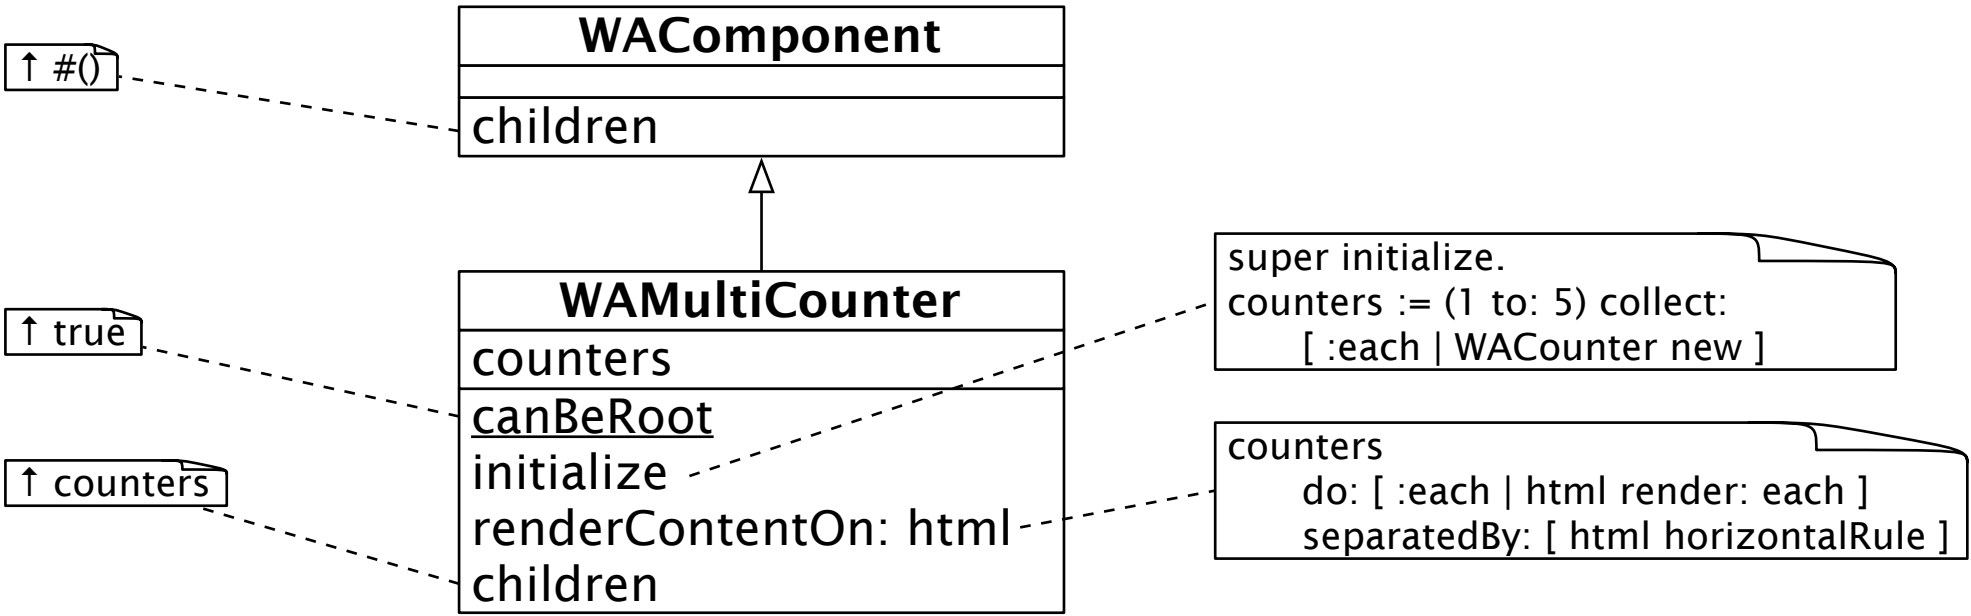 WAComponent
↑ #()
children
WAMultiCounter
counters
canBeRoot
initialize
renderContentOn: html
children
↑ true
↑ counters
super initialize.
counters := (1 to: 5) collect:
[ :each | WACounter new ]
counters
do: [ :each | html render: each ]
separatedBy: [ html horizontalRule ]